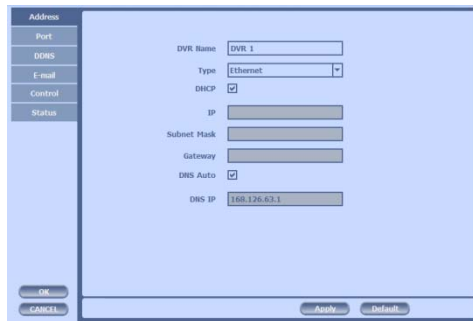 Address
Port
DDNS
E-mail
Control
Status
DVR Name DVR 1
Type Ethernet
DHCP
IP
Subnet Mask
Gateway
DNS Auto
DNS IP 168.126.63.1
OK
CANCEL
Apply Default